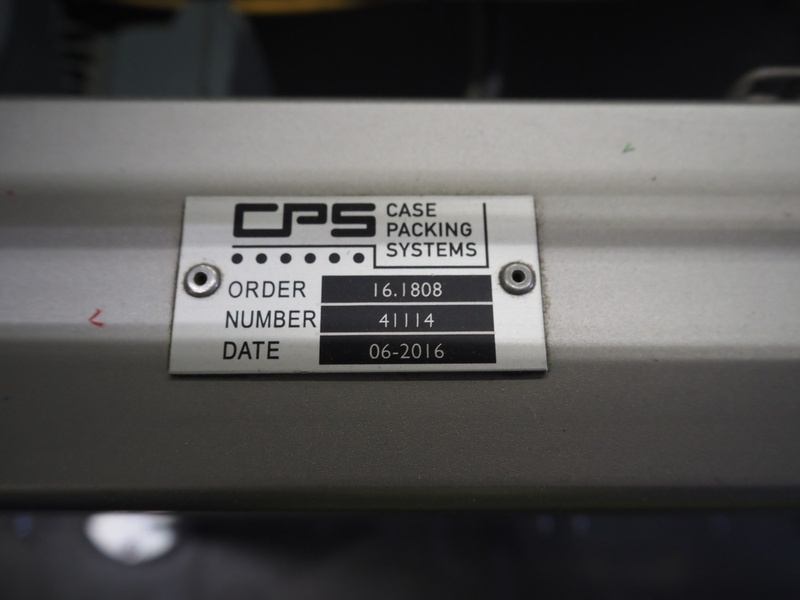 CPS CASE
PACKING
SYSTEMS
ORDER 16.1808
NUMBER 41114
DATE 06-2016